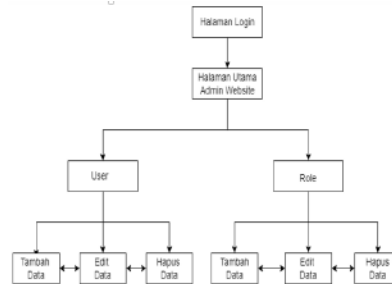 Halaman Login
Halaman Utama
Admin Website
User
Role
Tambah
Data
Edit
Data
Hapus
Data
Tambah
Data
Edit
Data
Hapus
Data